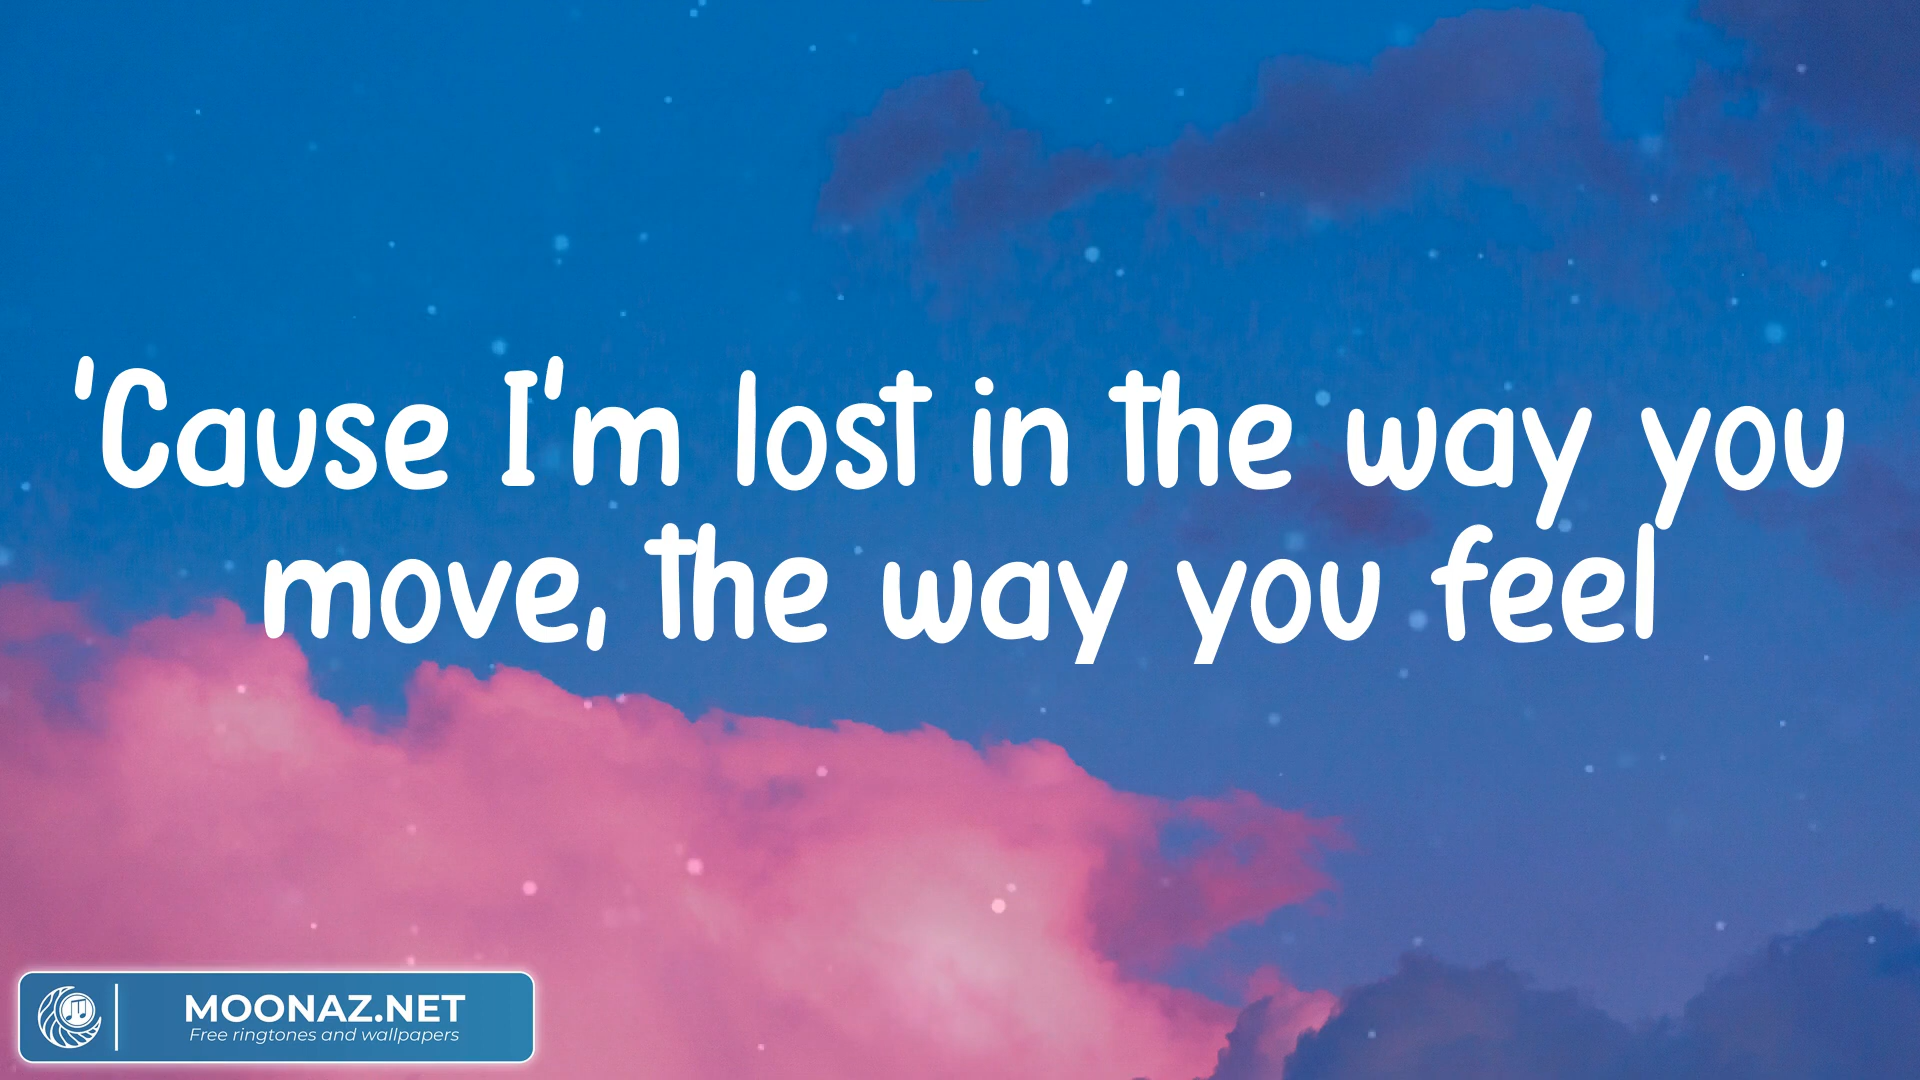 'Cause I'm lost in the way you
move, the way you feel
MOONAZ.NET
Free ringtones and wallpapers